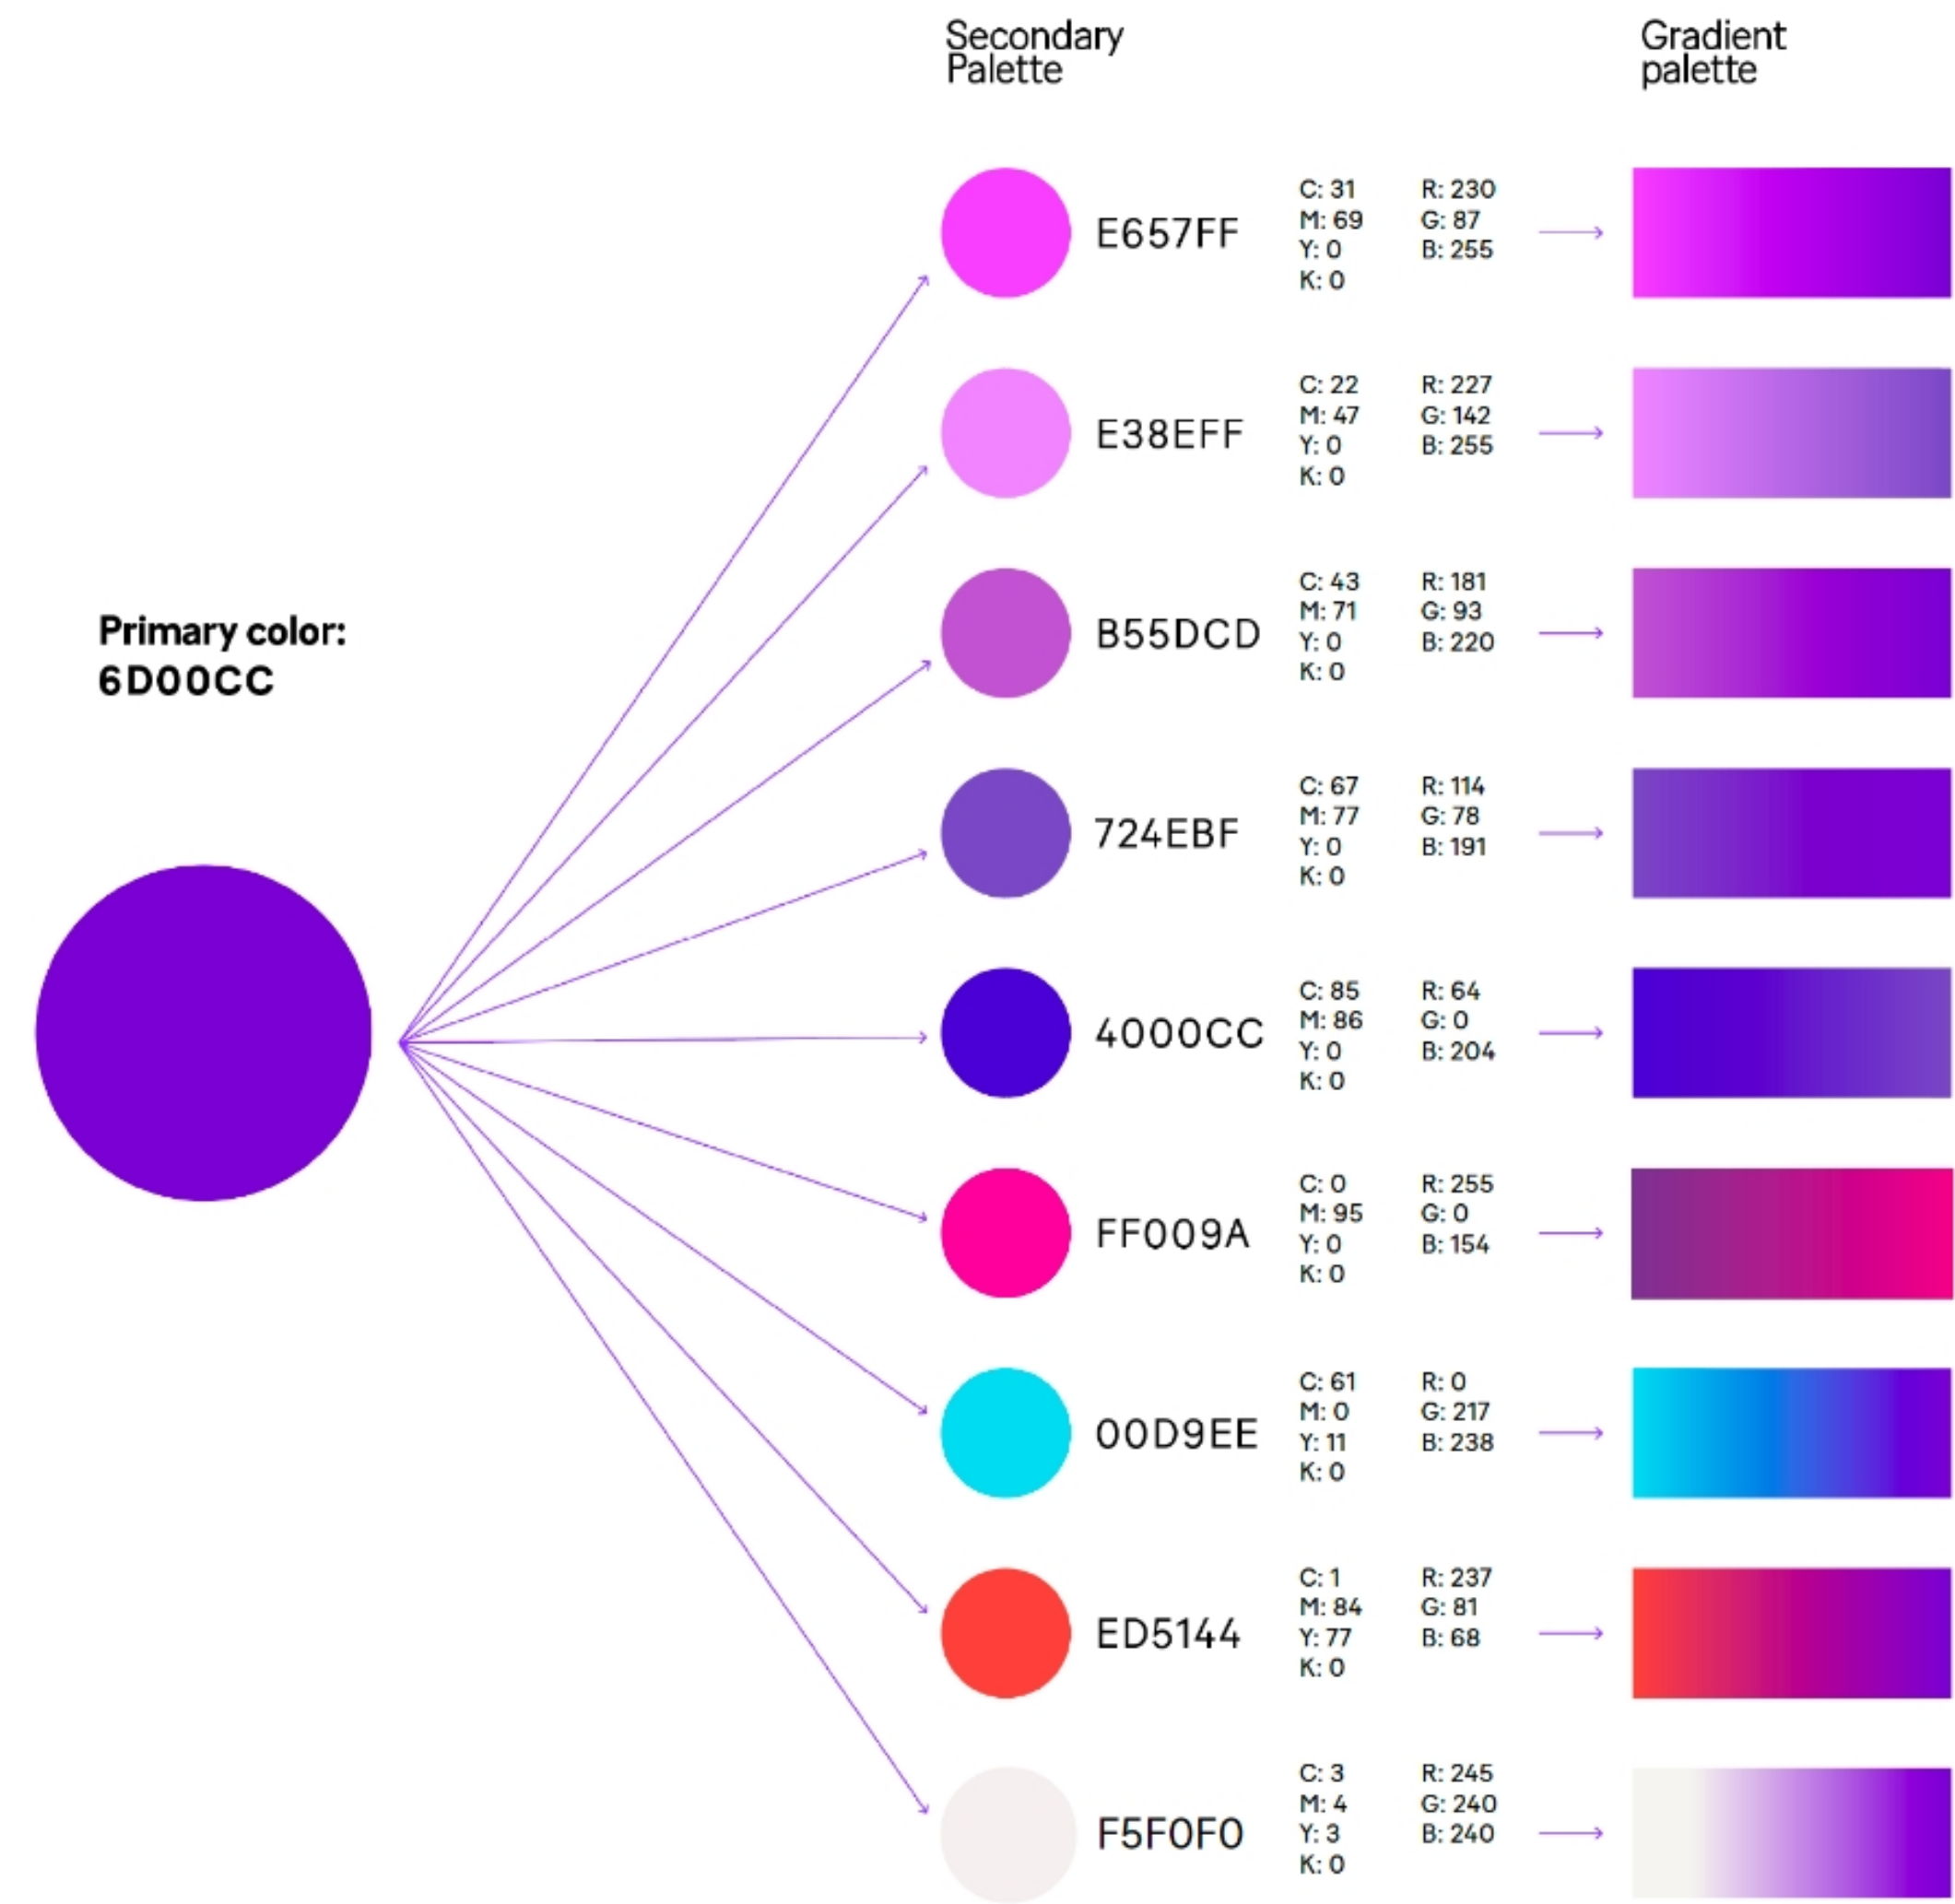 Secondary
Palette
Gradient
palette
Primary color:
6D00CC
E657FF
C: 31
M: 69
Y: 0
K: 0
R: 230
G: 87
B: 255
E38EFF
C: 22
M: 47
Y: 0
K: 0
R: 227
G: 142
B: 255
B55DCD
C: 43
M: 71
Y: 0
K: 0
R: 181
G: 93
B: 220
724EBF
C: 67
M: 77
Y: 0
K: 0
R: 114
G: 78
B: 191
4000CC
C: 85
M: 86
Y: 0
K: 0
R: 64
G: 0
B: 204
FF009A
C: 0
M: 95
Y: 0
K: 0
R: 255
G: 0
B: 154
00D9EE
C: 61
M: 0
Y: 11
K: 0
R: 0
G: 217
B: 238
ED5144
C: 1
M: 84
Y: 77
K: 0
R: 237
G: 81
B: 68
F5F0F0
C: 3
M: 4
Y: 3
K: 0
R: 245
G: 240
B: 240